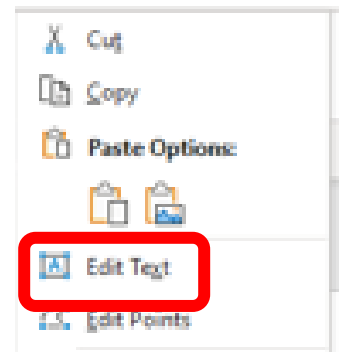 Cut
Copy
Paste Options:
Edit Text
Edit Points